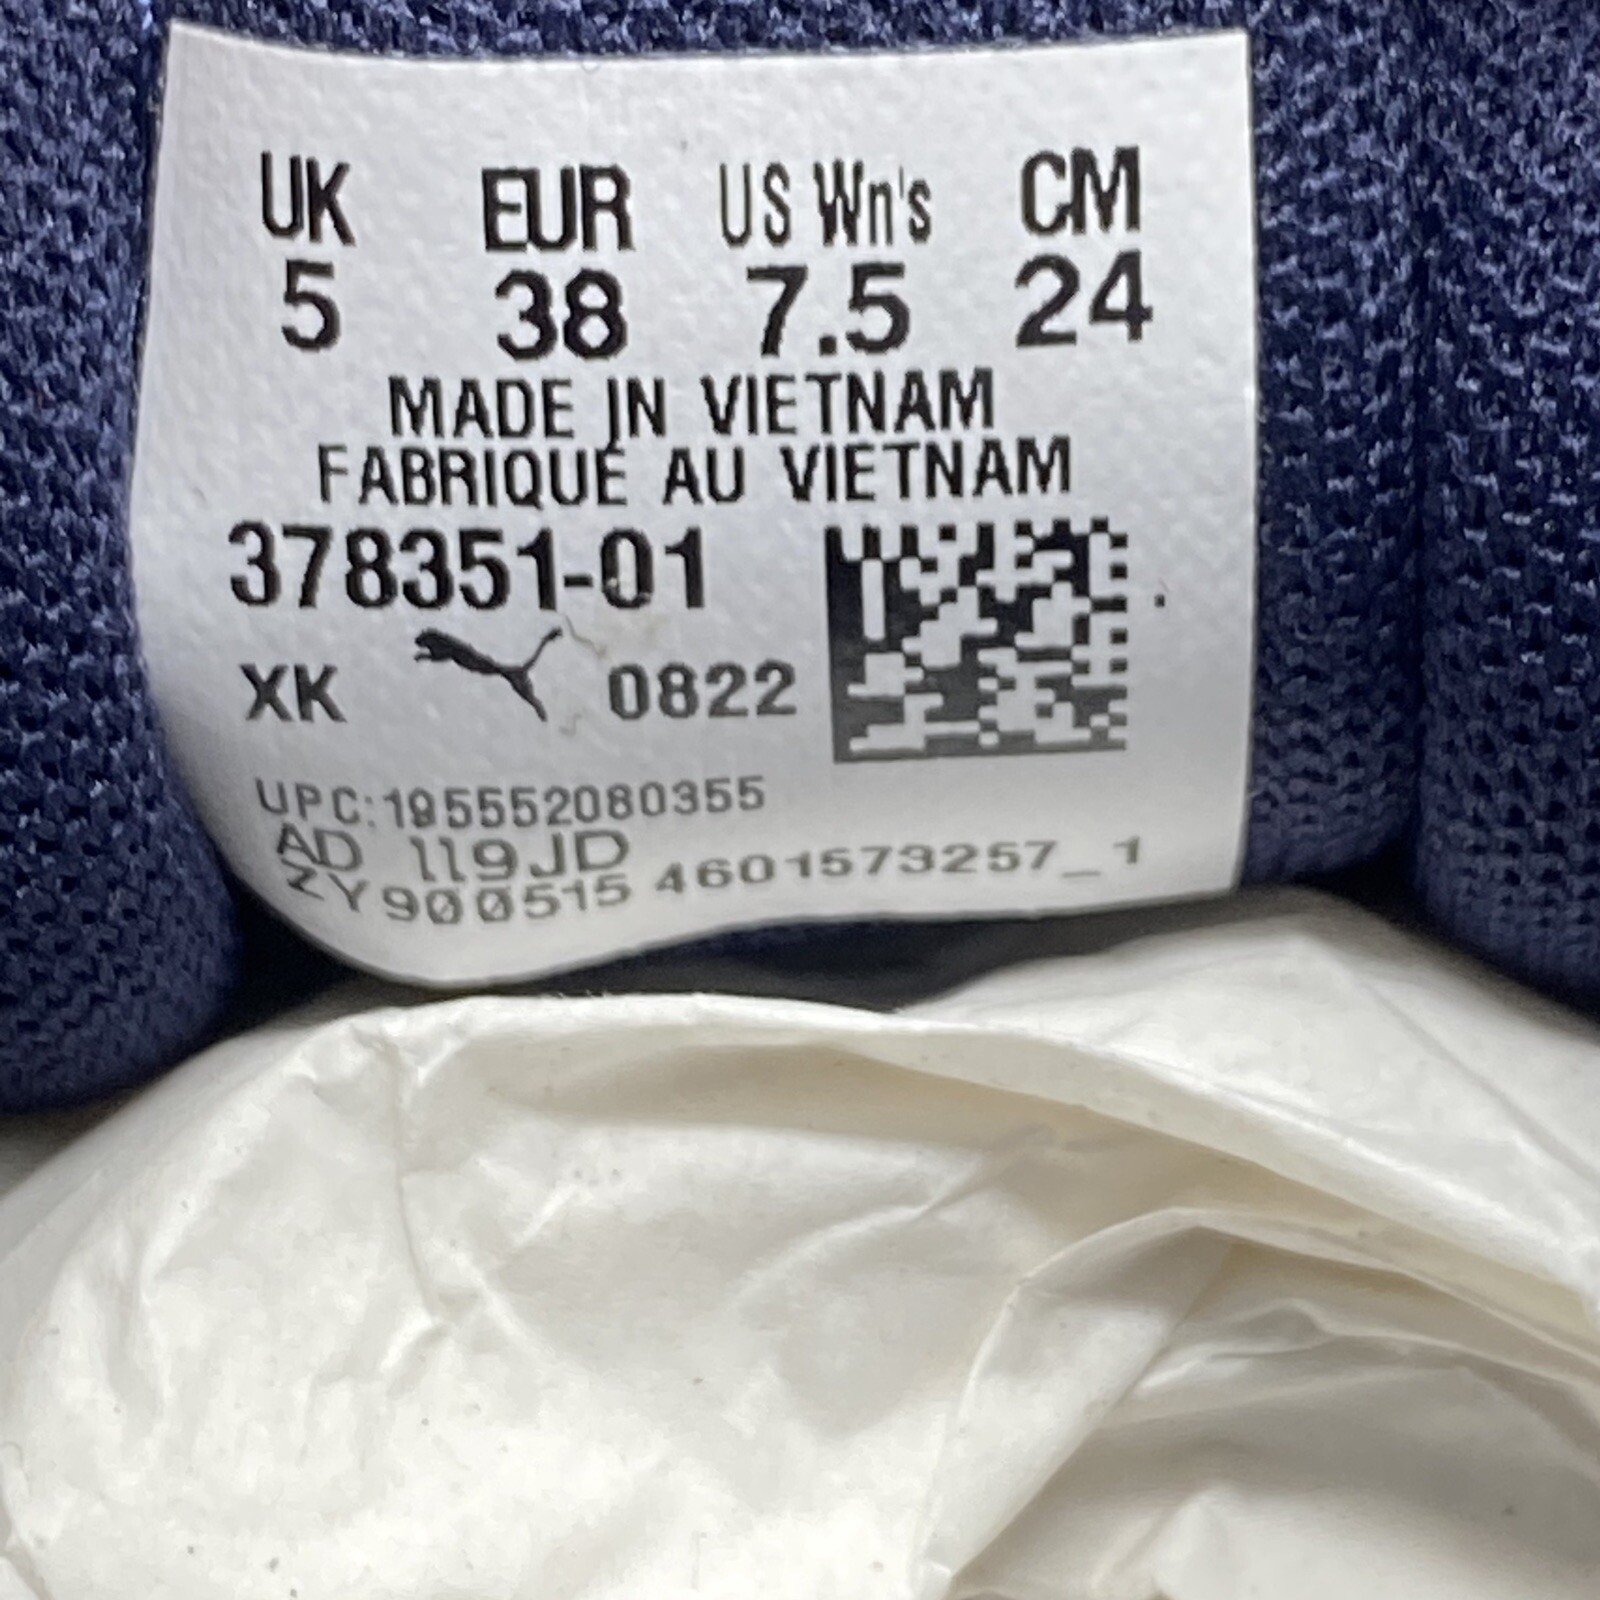 UK EUR US Wn's CM
5 38 7.5 24
MADE IN VIETNAM
FABRIQUÉ AU VIETNAM
378351-01
XK 0822
UPC:195552080355
AD 119JD
ZY900515 4601573257_1